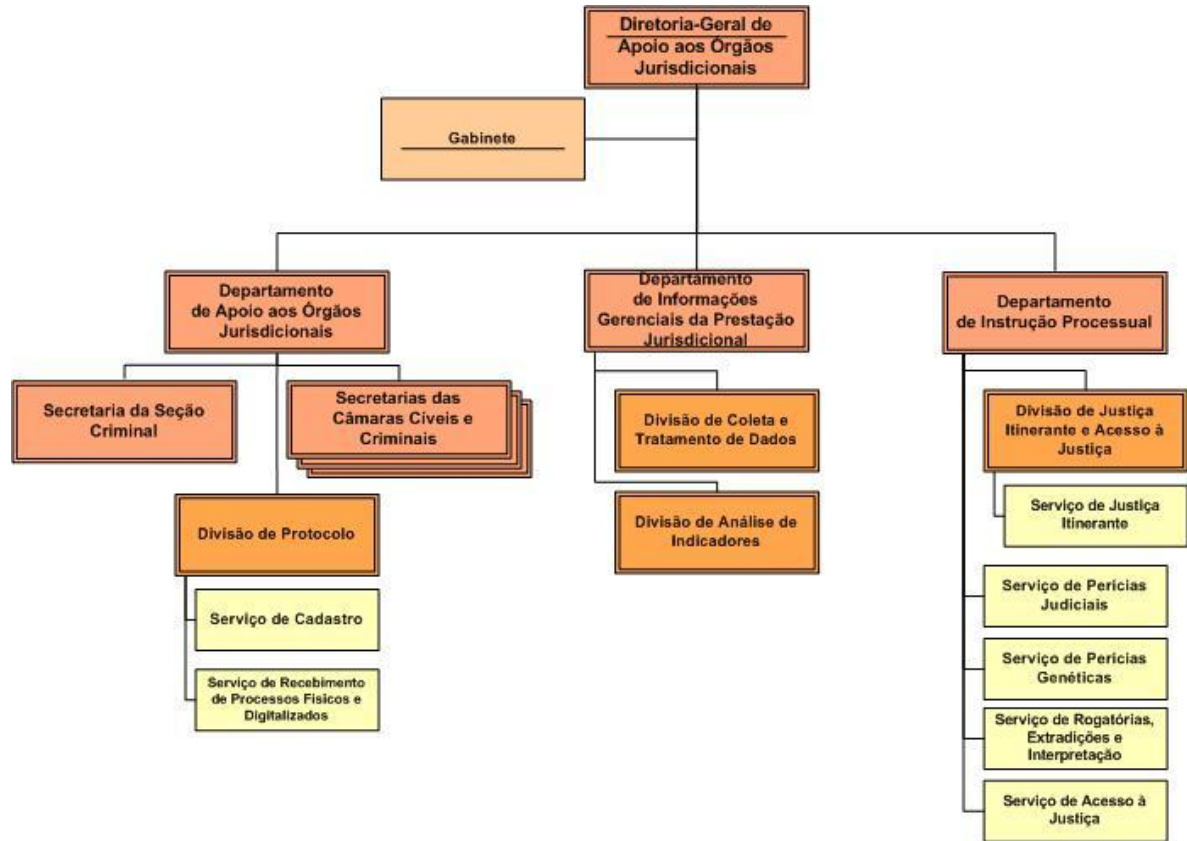 Diretoria-Geral de
Apoio aos Órgãos
Jurisdicionais
Gabinete
Departamento
de Apoio aos Órgãos
Jurisdicionais
Departamento
de Informações
Gerenciais da Prestação
Jurisdicional
Departamento
de Instrução Processual
Secretaria da Seção
Criminal
Secretarias das
Câmaras Cíveis e
Criminais
Divisão de Protocolo
Serviço de Cadastro
Serviço de Recebimento
de Processos Físicos e
Digitalizados
Divisão de Coleta e
Tratamento de Dados
Divisão de Análise de
Indicadores
Divisão de Justiça
Itinerante e Acesso à
Justiça
Serviço de Justiça
Itinerante
Serviço de Perícias
Judiciais
Serviço de Perícias
Genéticas
Serviço de Rogatórias,
Extradições e
Interpretação
Serviço de Acesso à
Justiça